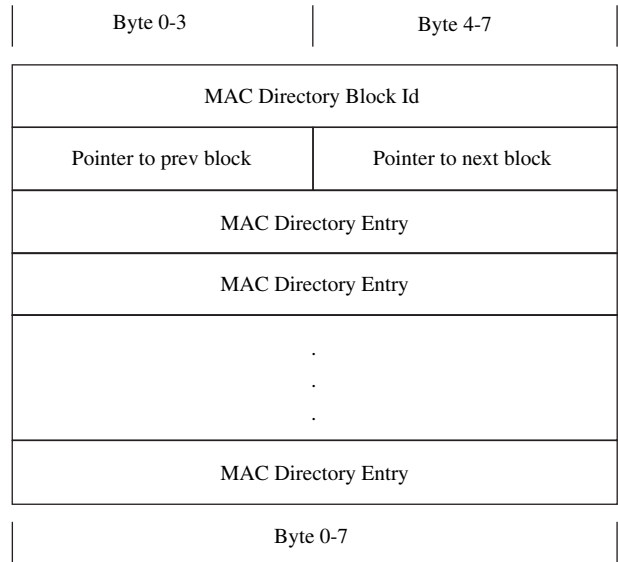 Byte 0-3 Byte 4-7
MAC Directory Block Id
Pointer to prev block Pointer to next block
MAC Directory Entry
MAC Directory Entry
.
.
.
MAC Directory Entry
Byte 0-7